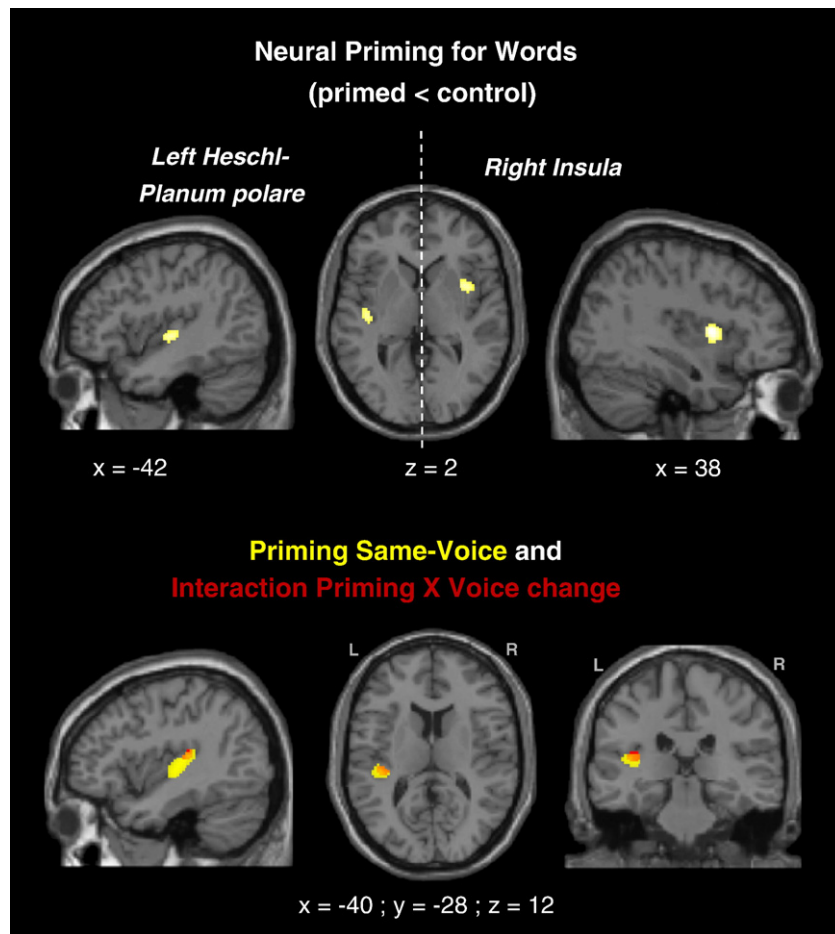 Neural Priming for Words
(primed < control)
Left Heschl-
Planum polare
Right Insula
x = -42
z = 2
x = 38
Priming Same-Voice and
Interaction Priming X Voice change
L
R
L
R
x = -40 ; y = -28 ; z = 12